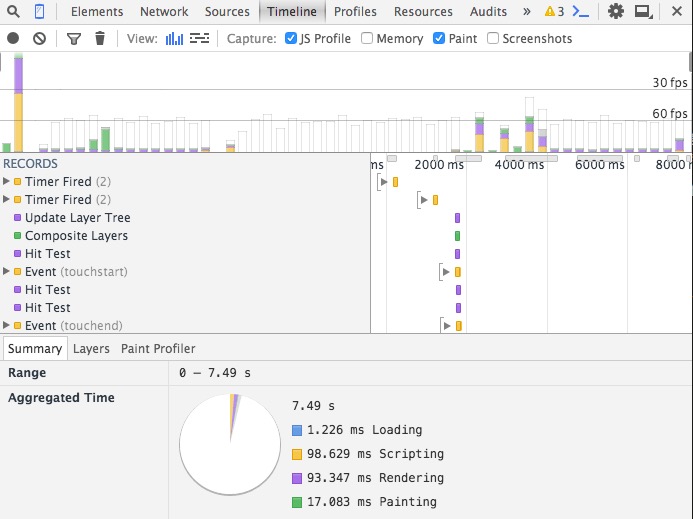 Elements Network Sources Timeline Profiles Resources Audits » 3
View: Capture: JS Profile Memory Paint Screenshots
30 fps
60 fps
RECORDS ms 2000 ms 4000 ms 6000 ms 8000 
Timer Fired (2)
Timer Fired (2)
Update Layer Tree
Composite Layers
Hit Test
Event (touchstart)
Hit Test
Hit Test
Event (touchend)
Summary Layers Paint Profiler
Range 0 – 7.49 s
Aggregated Time
7.49 s
1.226 ms Loading
98.629 ms Scripting
93.347 ms Rendering
17.083 ms Painting